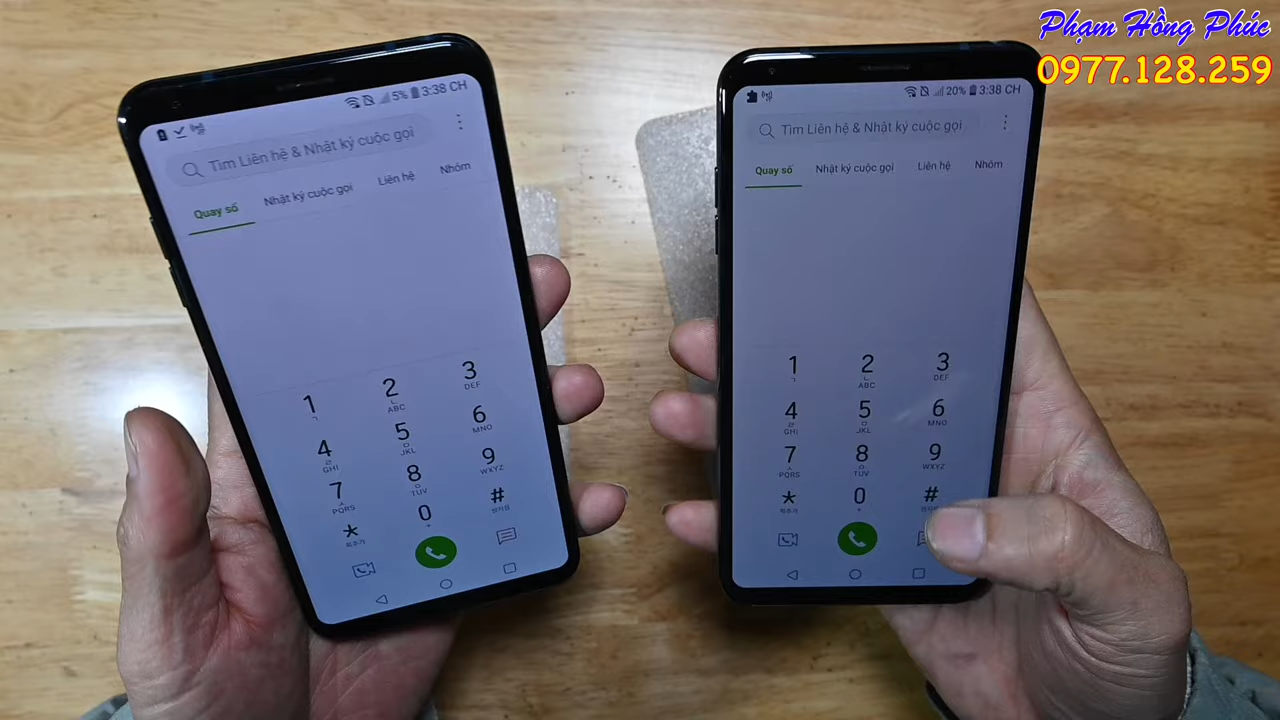 Phạm Hồng Phúc
0977.128.259
5% 3:38 CH
Tìm Liên hệ & Nhật ký cuộc gọi
Quay số Nhật ký cuộc gọi Liên hệ Nhóm
1 2 3
ABC DEF
4 5 6
GHI JKL MNO
7 8 9
PQRS TUV WXYZ
* 0 #
20% 3:38 CH
Tìm Liên hệ & Nhật ký cuộc gọi
Quay số Nhật ký cuộc gọi Liên hệ Nhóm
1 2 3
ABC DEF
4 5 6
GHI JKL MNO
7 8 9
PQRS TUV WXYZ
* 0 #